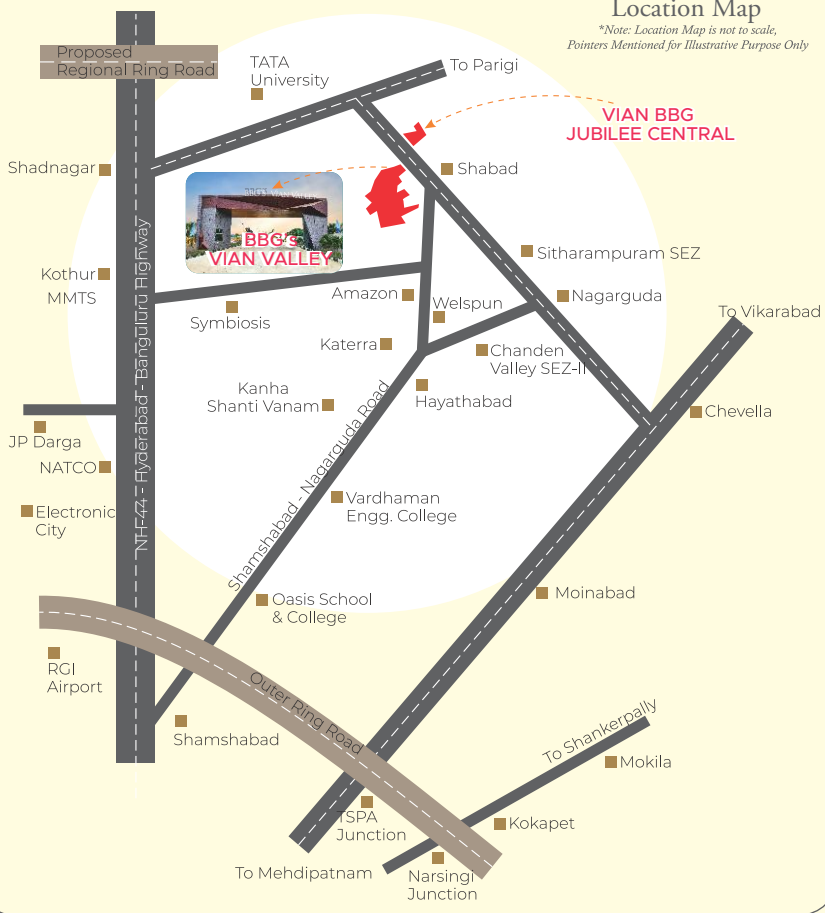 Location Map
*Note: Location Map is not to scale,
Pointers Mentioned for Illustrative Purpose Only
Proposed
Regional Ring Road
TATA
University
To Parigi
VIAN BBG
JUBILEE CENTRAL
Shadnagar
Shabad
BBG's
VIAN VALLEY
Sitharampuram SEZ
Kothur
MMTS
Amazon
Nagarguda
Welspun
To Vikarabad
Symbiosis
Katerra
Chanden
Valley SEZ-II
Kanha
Shanti Vanam
Hayathabad
Chevella
JP Darga
NATCO
NH-44 - Hyderabad - Banguluru Highway
Shamshabad - Nagarguda Road
Electronic
City
Vardhaman
Engg. College
Moinabad
Oasis School
& College
RGI
Airport
Outer Ring Road
Shamshabad
To Shankerpally
Mokila
TSPA
Junction
Kokapet
To Mehdipatnam
Narsingi
Junction